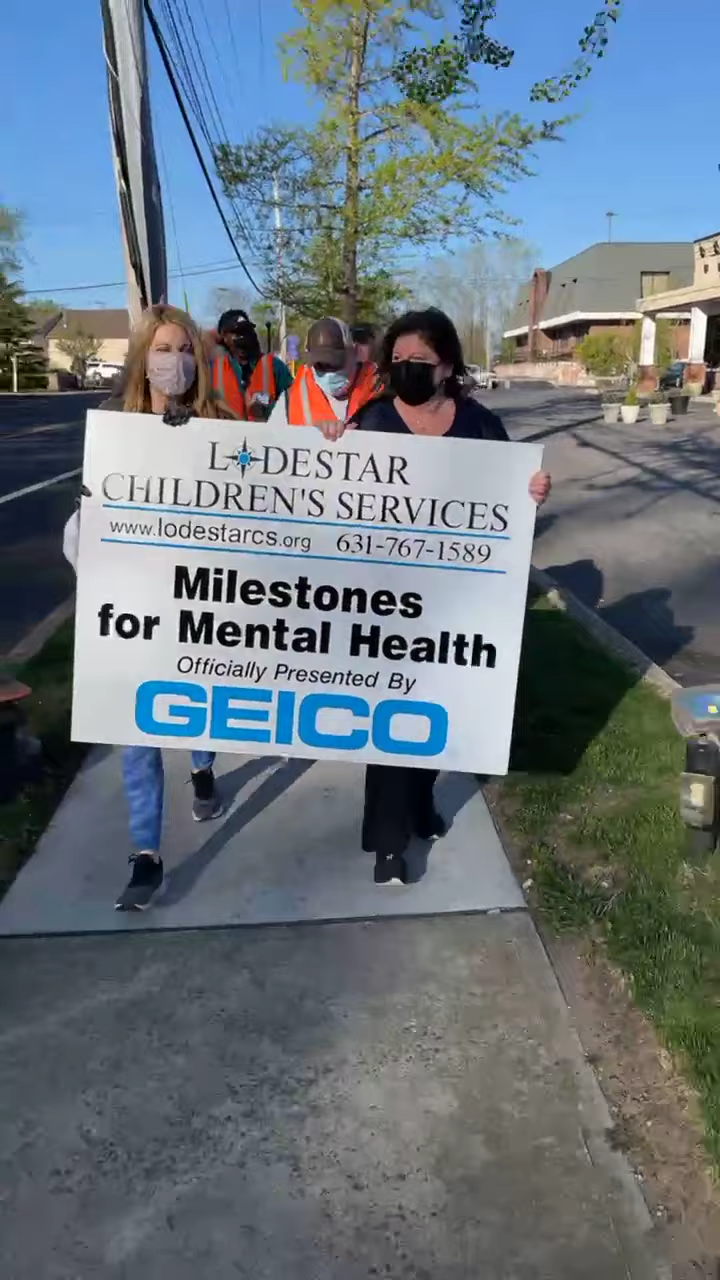 LODESTAR
CHILDREN'S SERVICES
www.lodestarcs.org 631-767-1589
Milestones
for Mental Health
Officially Presented By
GEICO